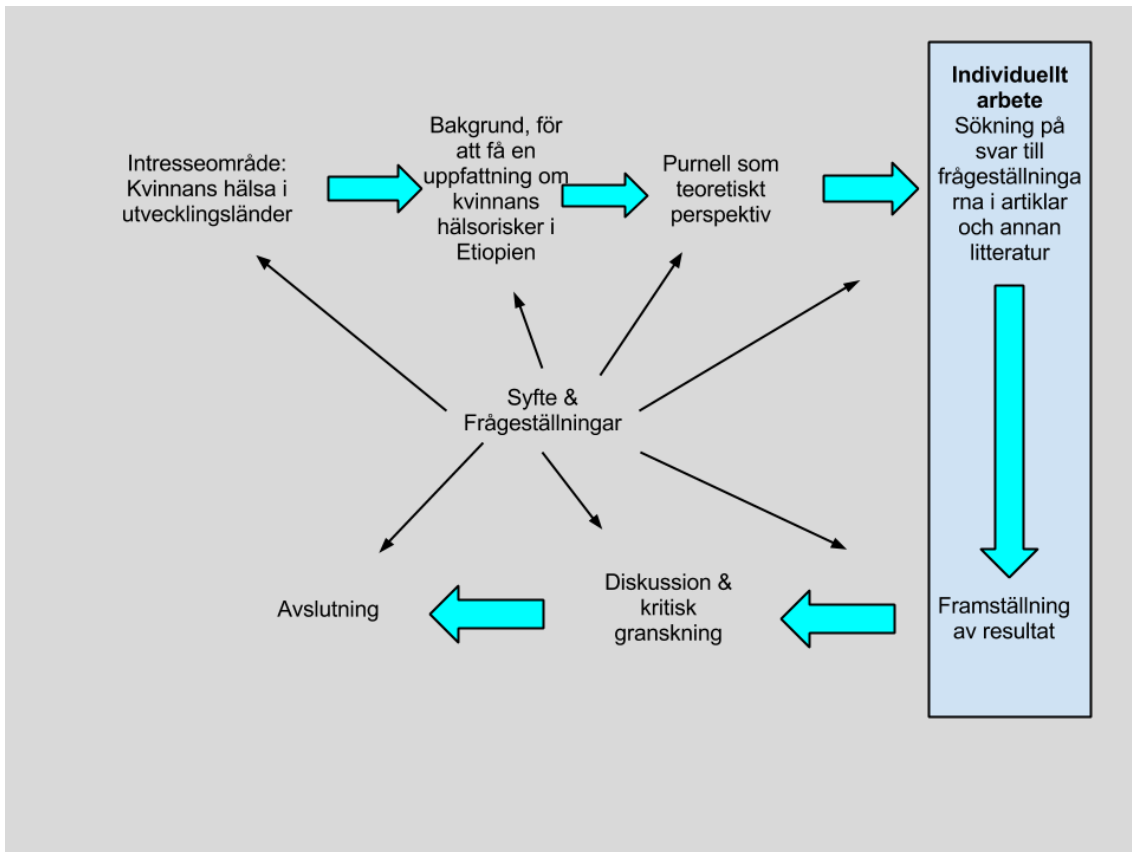 Intresseområde:
Kvinnans hälsa i
utvecklingsländer
Bakgrund, för
att få en
uppfattning om
kvinnans
hälsorisker i
Etiopien
Purnell som
teoretiskt
perspektiv
Individuellt
arbete
Sökning på
svar till
frågeställninga
rna i artiklar
och annan
litteratur
Syfte &
Frågeställningar
Avslutning
Diskussion &
kritisk
granskning
Framställning
av resultat